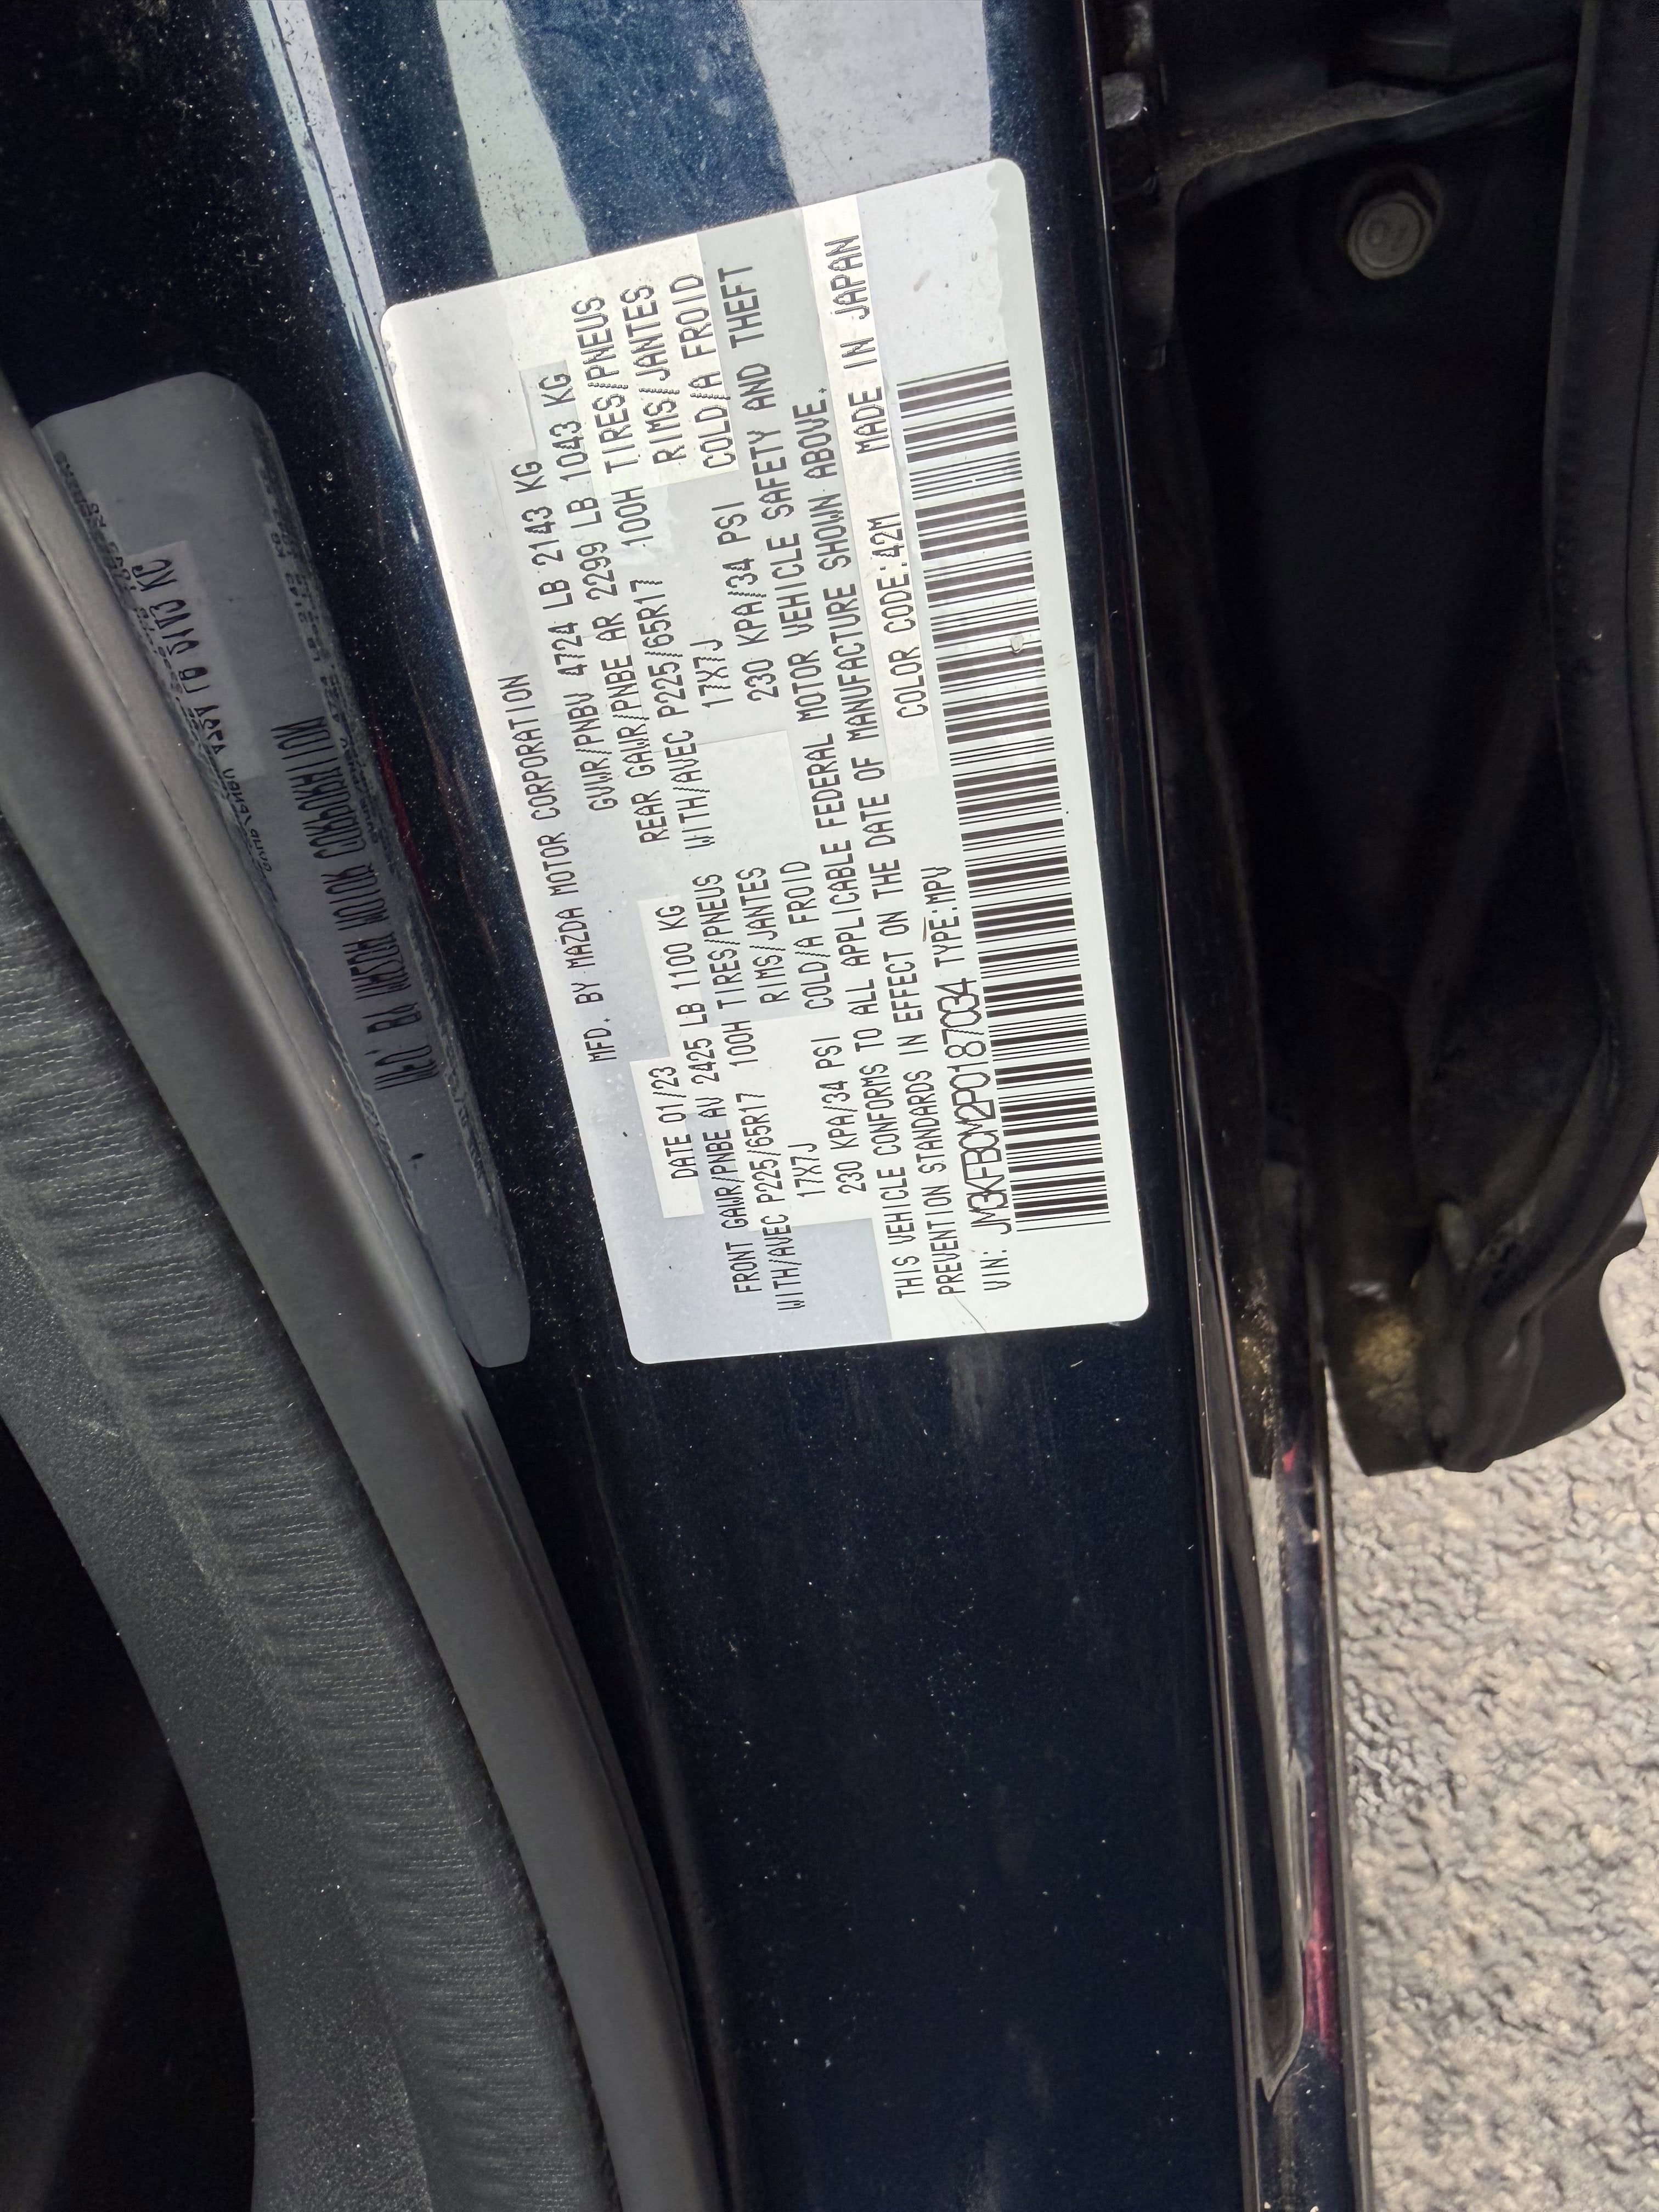 MFD. BY MAZDA MOTOR CORPORATION
DATE 01/23 GVWR/PNBV 4724 LB 2143 KG
FRONT GAWR/PNBE AV 2425 LB 1100 KG REAR GAWR/PNBE AR 2299 LB 1043 KG
WITH/AVEC P225/65R17 100H TIRES/PNEUS WITH/AVEC P225/65R17 100H TIRES/PNEUS
17X7J RIMS/JANTES 17X7J RIMS/JANTES
230 KPA/34 PSI COLD/A FROID 230 KPA/34 PSI COLD/A FROID
THIS VEHICLE CONFORMS TO ALL APPLICABLE FEDERAL MOTOR VEHICLE SAFETY AND THEFT
PREVENTION STANDARDS IN EFFECT ON THE DATE OF MANUFACTURE SHOWN ABOVE.
VIN: JM3KFBCM2P0187034 TYPE:MPV COLOR CODE:42M MADE IN JAPAN